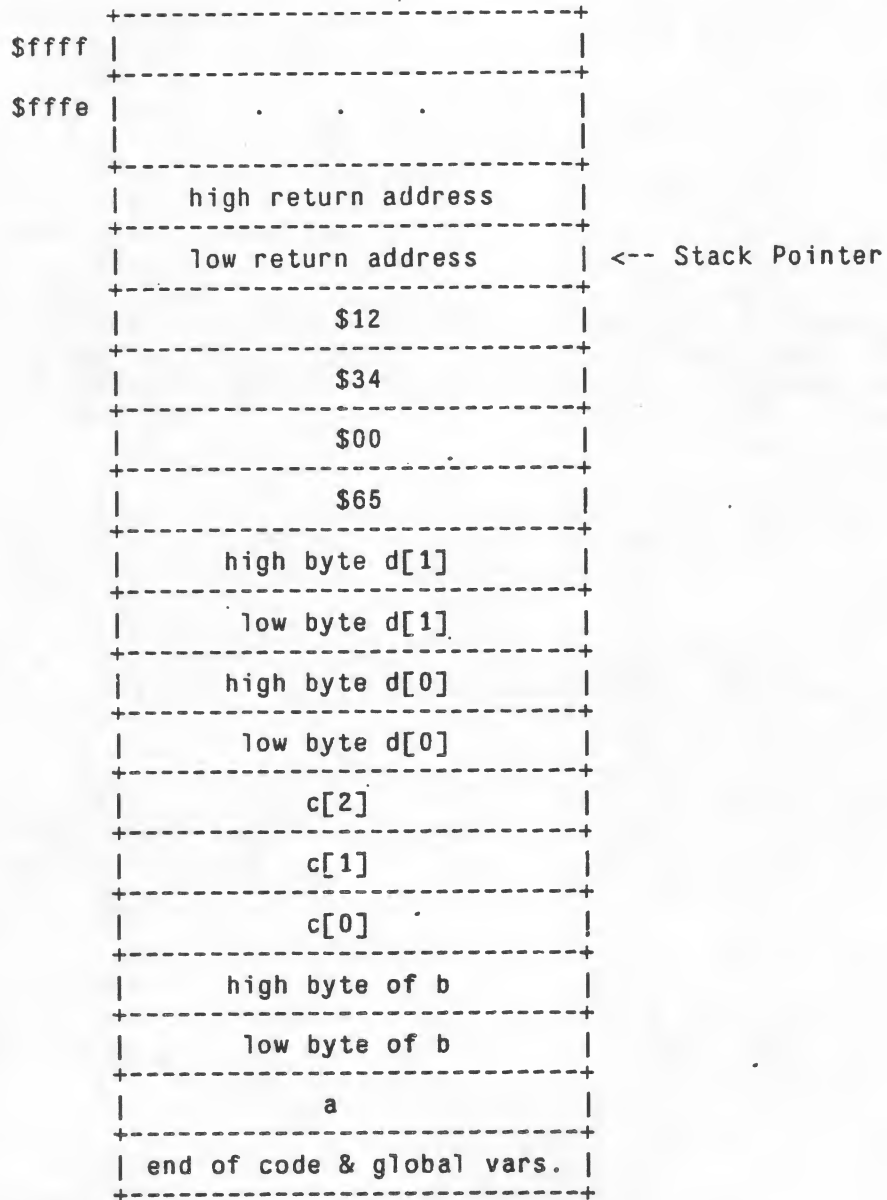 $ffff
$fffe . . .
high return address
low return address <-- Stack Pointer
$12
$34
$00
$65
high byte d[1]
low byte d[1]
high byte d[0]
low byte d[0]
c[2]
c[1]
c[0]
high byte of b
low byte of b
a
end of code & global vars.